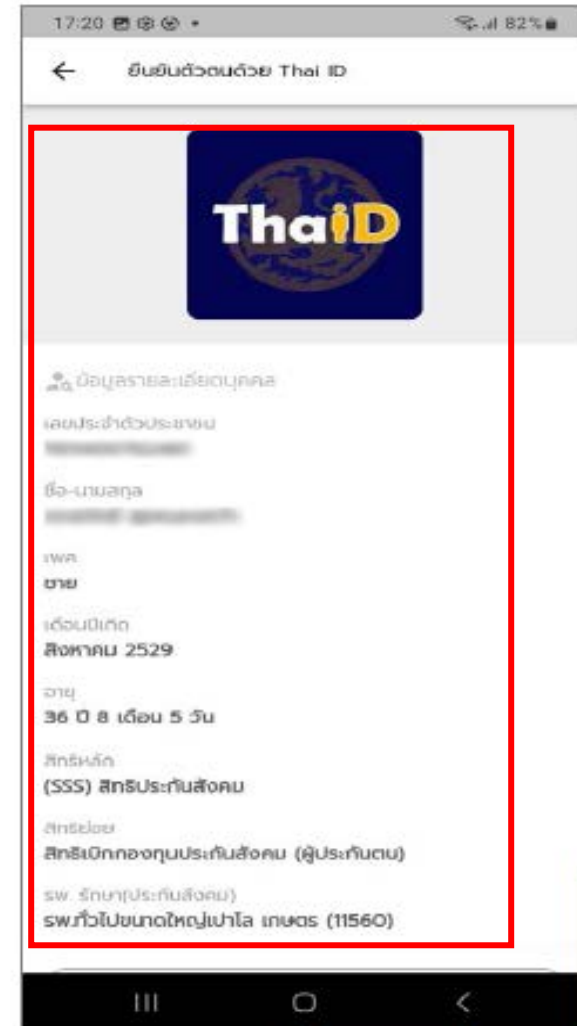 17:20
82%
ยืนยันตัวตนด้วย Thai ID
ThaiD
ข้อมูลรายละเอียดบุคคล
เลขประจำตัวประชาชน
ชื่อ-นามสกุล
เพศ
ชาย
เดือนปีเกิด
สิงหาคม 2529
อายุ
36 ปี 8 เดือน 5 วัน
สิทธิหลัก
(SSS) สิทธิประกันสังคม
สิทธิย่อย
สิทธิเบิกกองทุนประกันสังคม (ผู้ประกันตน)
รพ. รักษา(ประกันสังคม)
รพ.ทั่วไปขนาดใหญ่เปาโล เกษตร (11560)